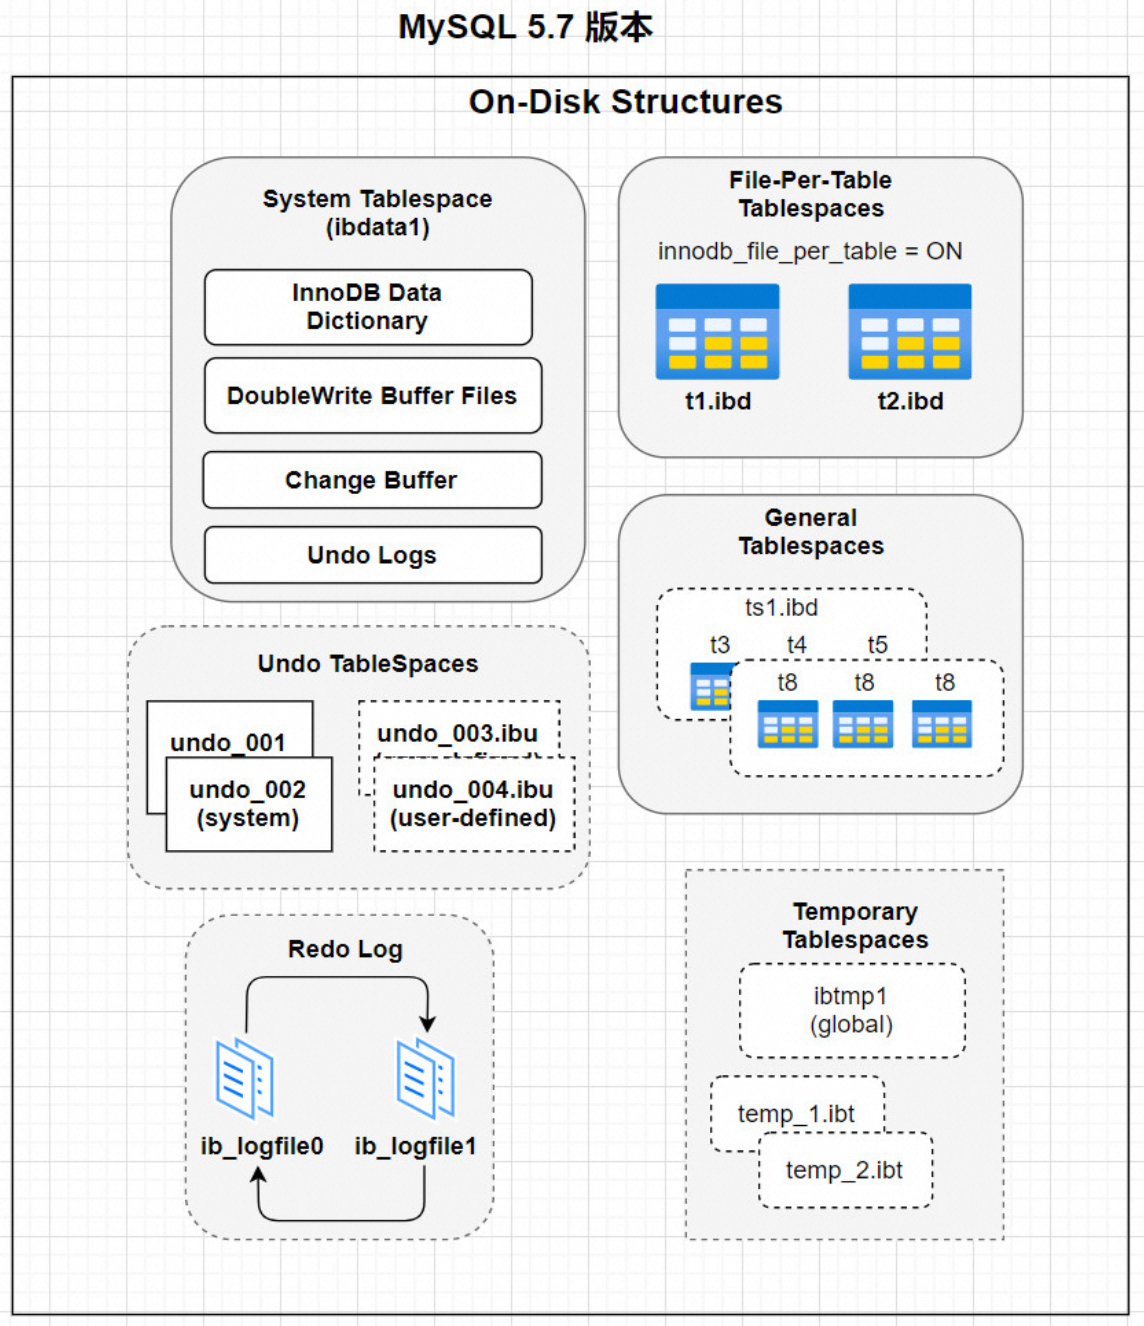 MySQL 5.7 版本
On-Disk Structures
System Tablespace
(ibdata1)
InnoDB Data
Dictionary
DoubleWrite Buffer Files
Change Buffer
Undo Logs
File-Per-Table
Tablespaces
innodb_file_per_table = ON
t1.ibd
t2.ibd
General
Tablespaces
ts1.ibd
t3 t4 t5
t8 t8 t8
Undo TableSpaces
undo_001
undo_002
(system)
undo_003.ibu
undo_004.ibu
(user-defined)
Redo Log
ib_logfile0
ib_logfile1
Temporary
Tablespaces
ibtmp1
(global)
temp_1.ibt
temp_2.ibt